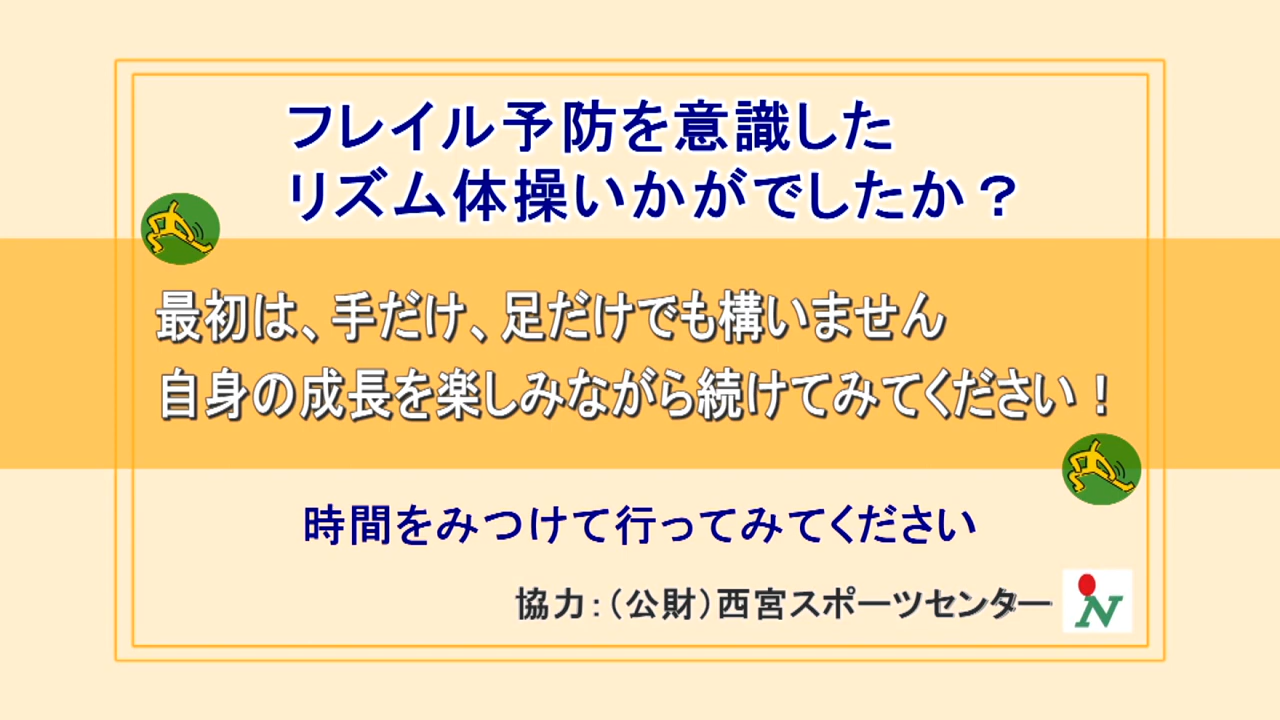 フレイル予防を意識した
リズム体操いかがでしたか？
最初は、手だけ、足だけでも構いません
自身の成長を楽しみながら続けてみてください！
時間をみつけて行ってみてください
協力：（公財）西宮スポーツセンター
N